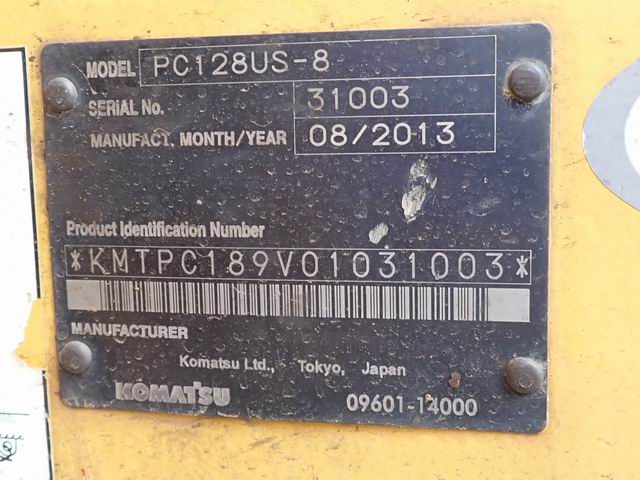 MODEL PC128US-8
SERIAL No. 31003
MANUFACT. MONTH/YEAR 08/2013
Product Identification Number
*KMTPC189V01031003*
MANUFACTURER
Komatsu Ltd., Tokyo, Japan
KOMATSU 09601-14000